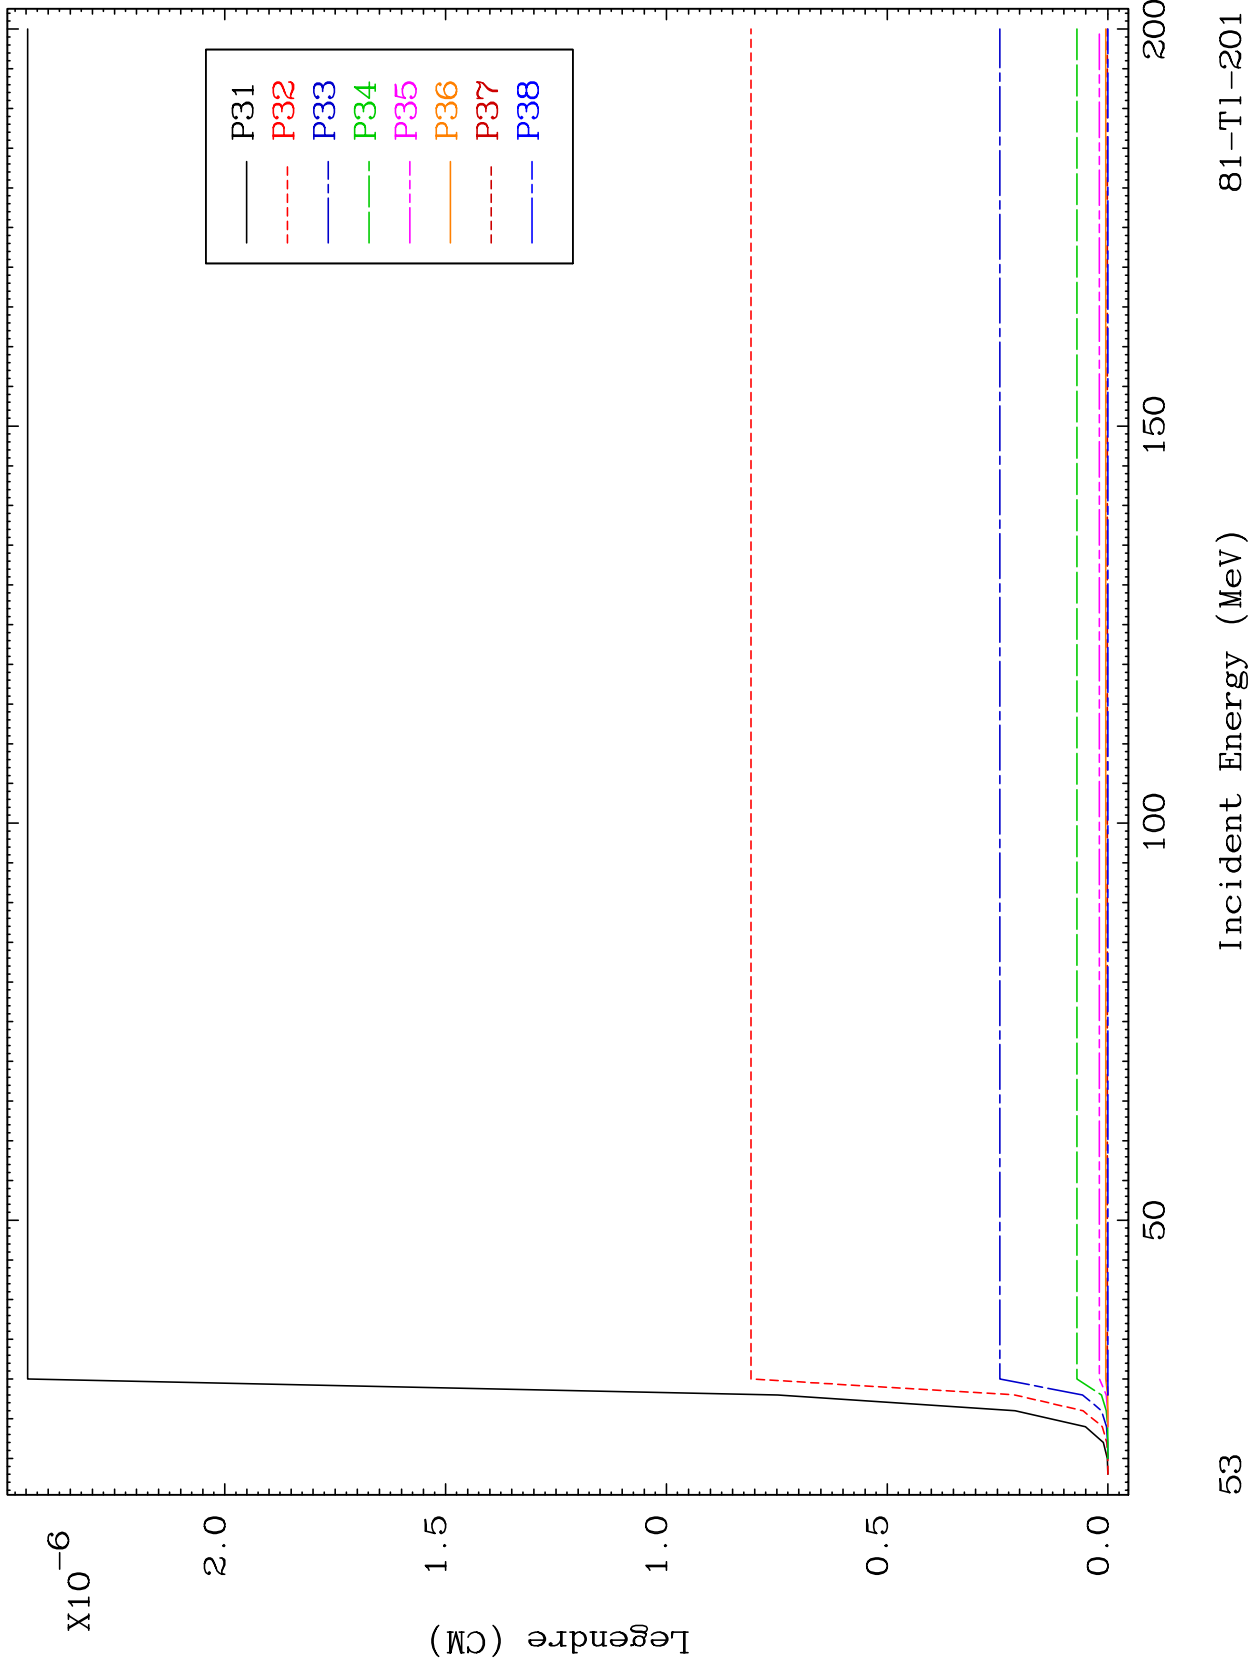 X10-6
Legendre (CM)
2.0
1.5
1.0
0.5
0.0
P31
P32
P33
P34
P35
P36
P37
P38
50
100
150
200
53
Incident Energy (MeV)
81-Tl-201